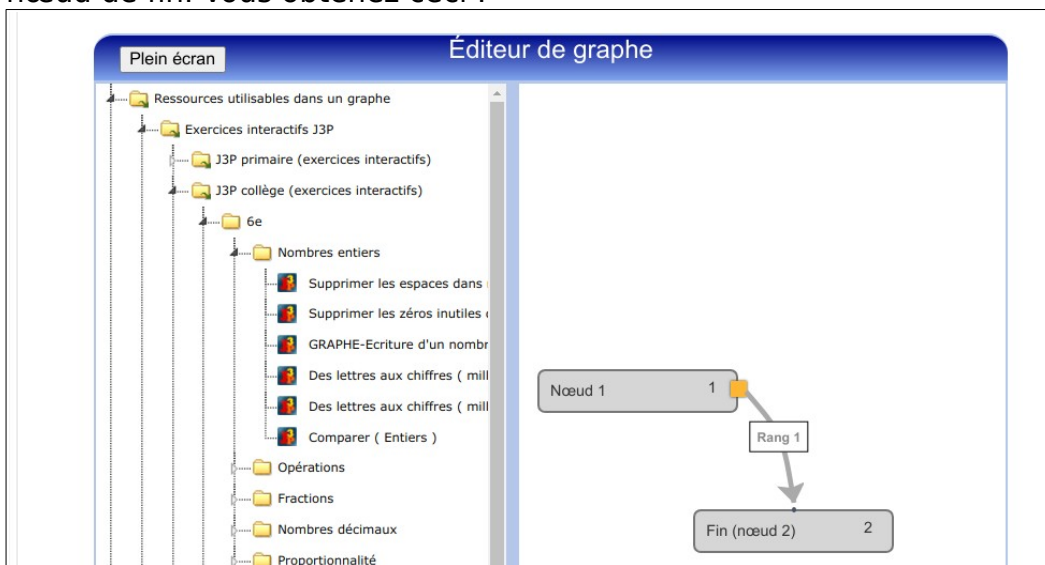 nœud de fin. Vous obtenez ceci :
Éditeur de graphe
Plein écran
Ressources utilisables dans un graphe
Exercices interactifs J3P
J3P primaire (exercices interactifs)
J3P collège (exercices interactifs)
6e
Nombres entiers
Supprimer les espaces dans
Supprimer les zéros inutiles
GRAPHE-Ecriture d'un nombr
Des lettres aux chiffres ( mill
Des lettres aux chiffres ( mill
Comparer ( Entiers )
Opérations
Fractions
Nombres décimaux
Proportionnalité
Nœud 1 1
Rang 1
Fin (nœud 2) 2